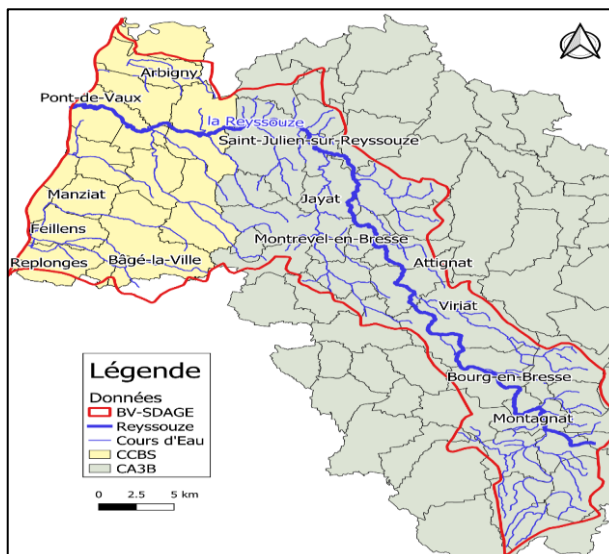 Arbigny
Pont-de-Vaux
la Reyssouze
Saint-Julien-sur-Reyssouze
Manziat
Jayat
Feillens
Montrevel-en-Bresse
Replonges
Bâgé-la-Ville
Attignat
Viriat
Bourg-en-Bresse
Montagnat
Légende
Données
BV-SDAGE
Reyssouze
Cours d'Eau
CCBS
CA3B
0 2.5 5 km